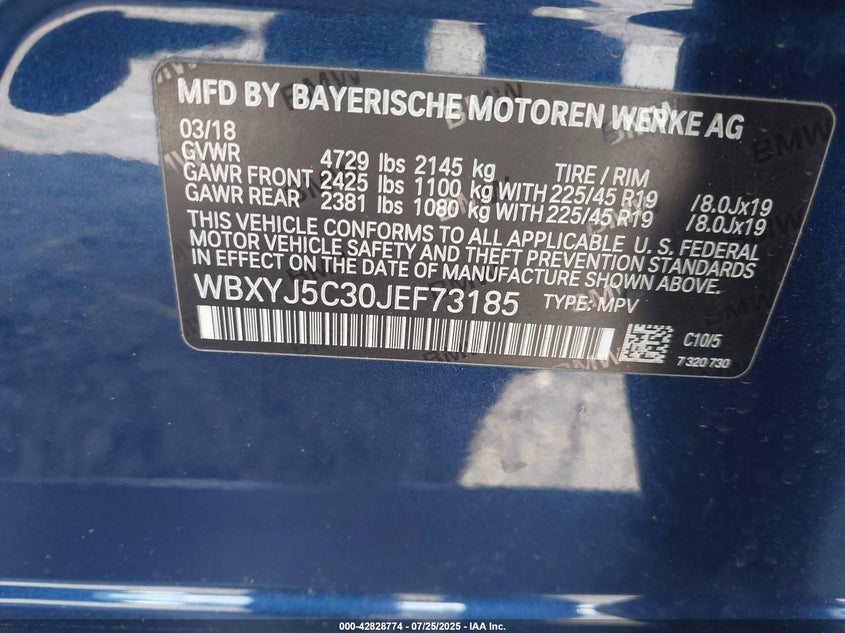 MFD BY BAYERISCHE MOTOREN WERKE AG
03/18
GVWR 4729 lbs 2145 kg TIRE / RIM
GAWR FRONT 2425 lbs 1100 kg WITH 225/45 R19 /8.0Jx19
GAWR REAR 2381 lbs 1080 kg WITH 225/45 R19 /8.0Jx19
THIS VEHICLE CONFORMS TO ALL APPLICABLE U.S. FEDERAL
MOTOR VEHICLE SAFETY AND THEFT PREVENTION STANDARDS
IN EFFECT ON THE DATE OF MANUFACTURE SHOWN ABOVE.
WBXYJ5C30JEF73185 TYPE: MPV
C10/5
7 320 730
000-42828774 / 07/25/2025 - IAA Inc.